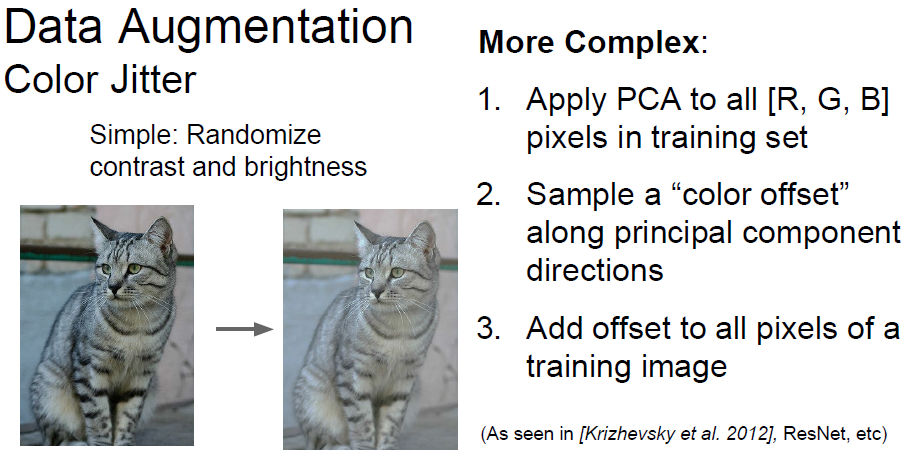 Data Augmentation
Color Jitter
Simple: Randomize
contrast and brightness
More Complex:
1. Apply PCA to all [R, G, B]
pixels in training set
2. Sample a “color offset”
along principal component
directions
3. Add offset to all pixels of a
training image
(As seen in [Krizhevsky et al. 2012], ResNet, etc)